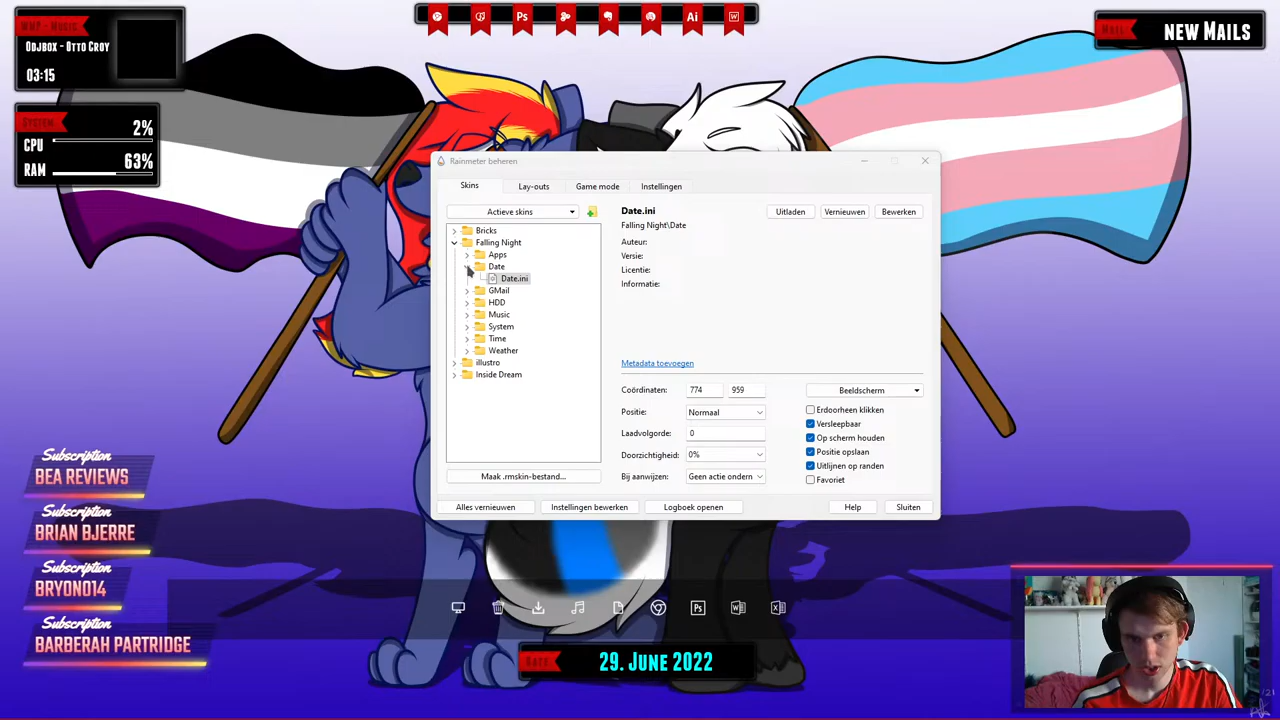 WMP - Music
Odjbox - Otto Croy
03:15
System
2%
CPU
RAM
63%
Ps
Ai
W
Mail
new Mails
Rainmeter beheren
Skins
Lay-outs
Game mode
Instellingen
Actieve skins
Bricks
Falling Night
Apps
Date
Date.ini
GMail
HDD
Music
System
Time
Weather
illustro
Inside Dream
Maak .rmskin-bestand...
Date.ini
Falling Night\Date
Uitladen
Vernieuwen
Bewerken
Auteur:
Versie:
Licentie:
Informatie:
Metadata toevoegen
Coördinaten:
774
959
Beeldscherm
Positie:
Normaal
Laadvolgorde:
0
Doorzichtigheid:
0%
Bij aanwijzen:
Geen actie ondern
Erdoorheen klikken
Versleepbaar
Op scherm houden
Positie opslaan
Uitlijnen op randen
Favoriet
Alles vernieuwen
Instellingen bewerken
Logboek openen
Help
Sluiten
Subscription
BEA REVIEWS
Subscription
BRIAN BJERRE
Subscription
BRYON014
Subscription
BARBERAH PARTRIDGE
Ps
Date
29. June 2022